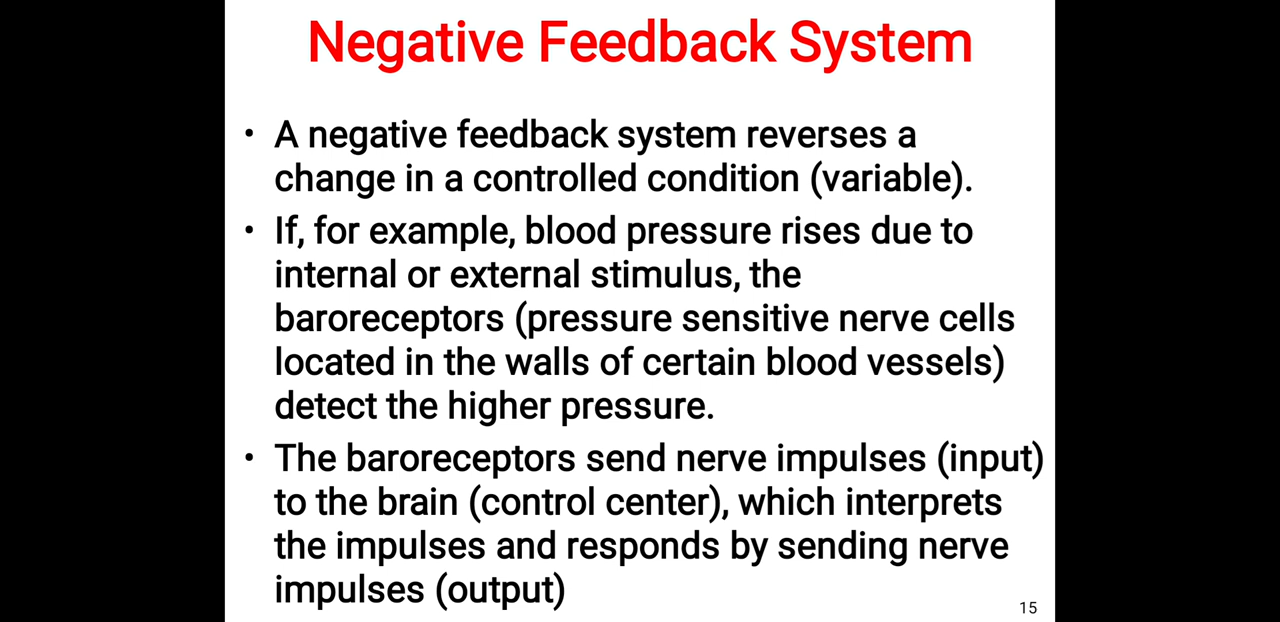 Negative Feedback System
• A negative feedback system reverses a
change in a controlled condition (variable).
• If, for example, blood pressure rises due to
internal or external stimulus, the
baroreceptors (pressure sensitive nerve cells
located in the walls of certain blood vessels)
detect the higher pressure.
• The baroreceptors send nerve impulses (input)
to the brain (control center), which interprets
the impulses and responds by sending nerve
impulses (output)
15